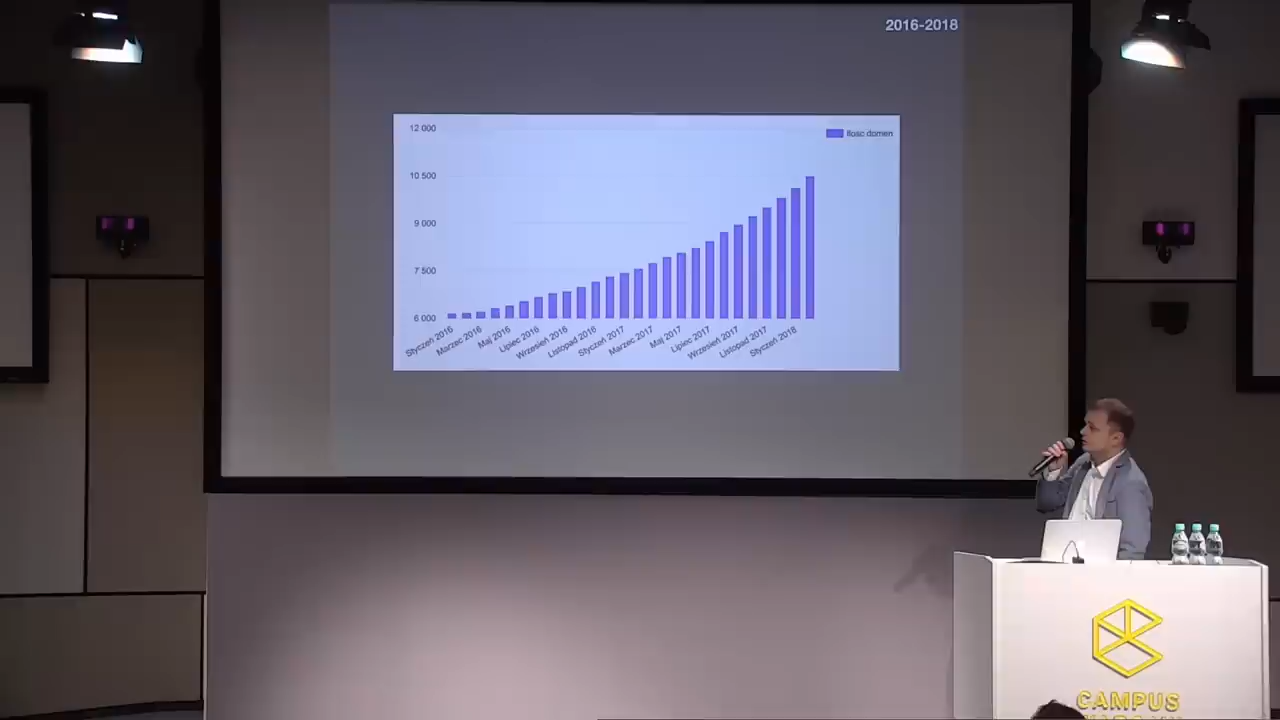 2016-2018
12 000
Ilosc domen
10 500
9 000
7 500
6 000
Styczeń 2016
Marzec 2016
Maj 2016
Lipiec 2016
Wrzesień 2016
Listopad 2016
Styczeń 2017
Marzec 2017
Maj 2017
Lipiec 2017
Wrzesień 2017
Listopad 2017
Styczeń 2018
CAMPUS